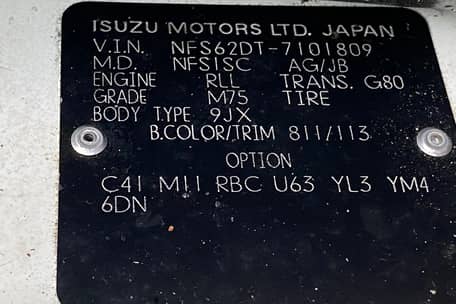 ISUZU MOTORS LTD. JAPAN
V.I.N. NFS62DT-7101809
M.D. NFS1SC AG/JB
ENGINE RLL TRANS. G80
GRADE M75 TIRE
BODY TYPE 9JX
B.COLOR/TRIM 811/113
OPTION
C41 M11 RBC U63 YL3 YM4
6DN